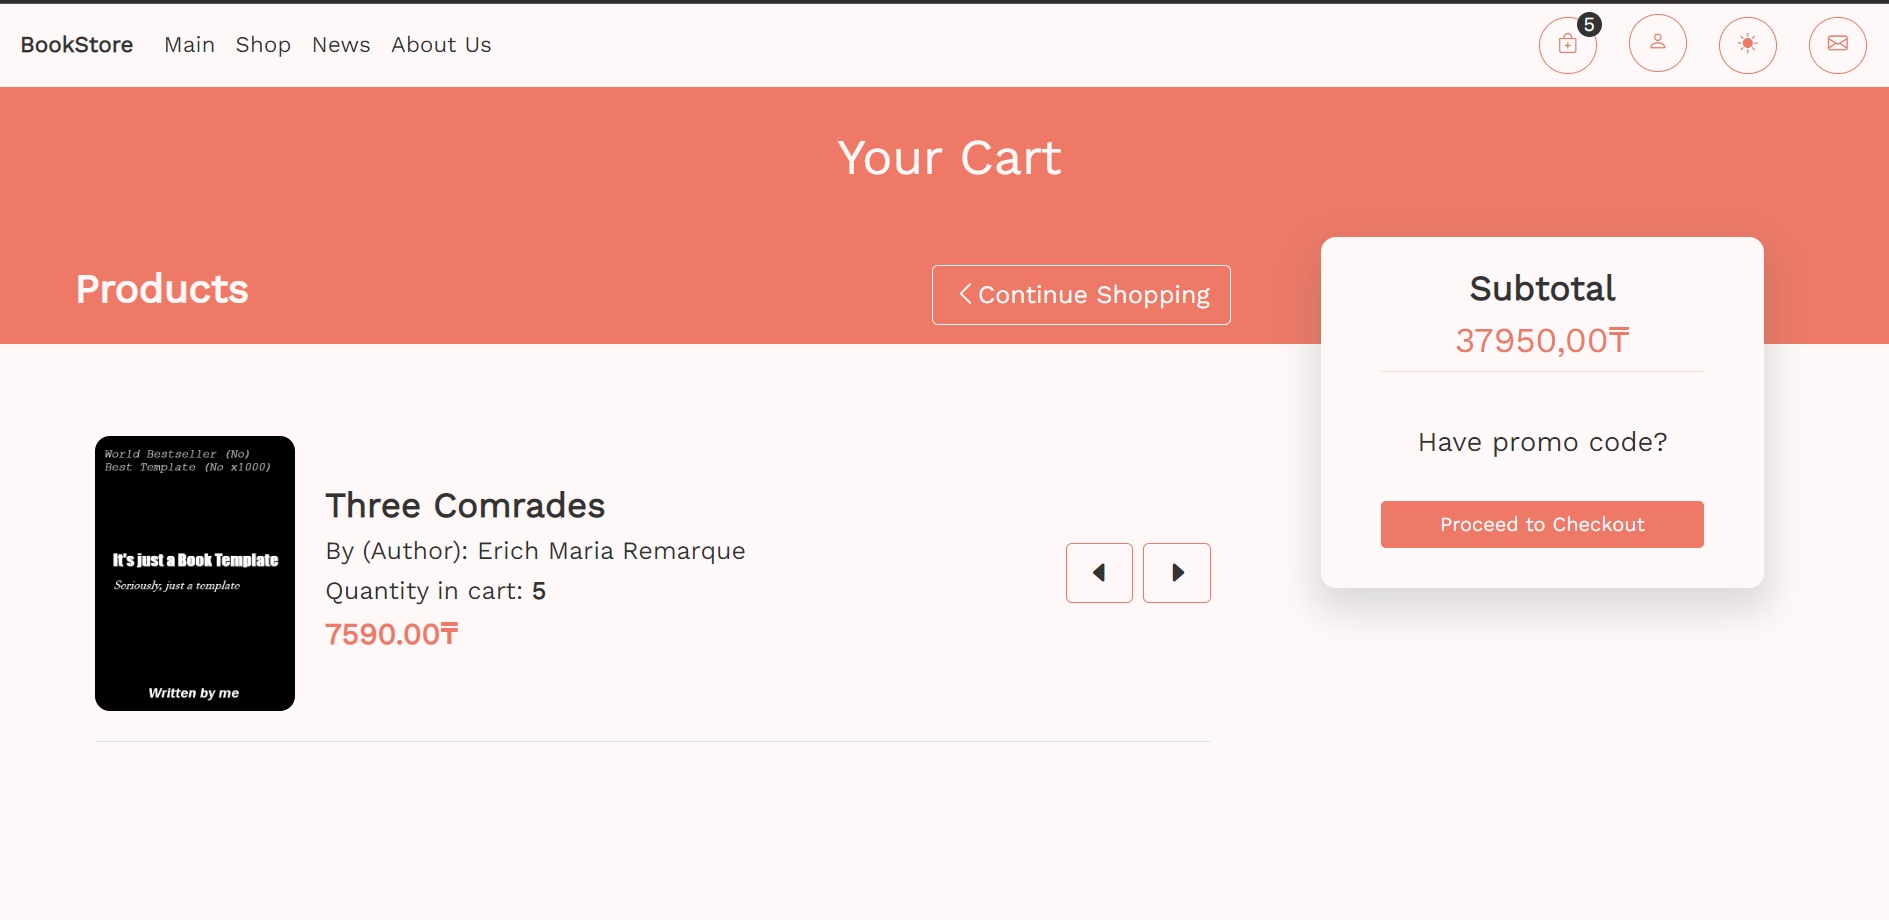 BookStore Main Shop News About Us
5
Your Cart
Products
Continue Shopping
Subtotal
37950,00₸
Have promo code?
Proceed to Checkout
World Bestseller (No)
Best Template (No x1000)
It's just a Book Template
Seriously, just a template
Written by me
Three Comrades
By (Author): Erich Maria Remarque
Quantity in cart: 5
7590.00₸